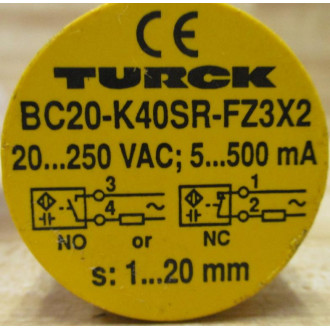 CE
TURCK
BC20-K40SR-FZ3X2
20...250 VAC; 5...500 mA
3 1
4 2
NO or NC
s: 1...20 mm